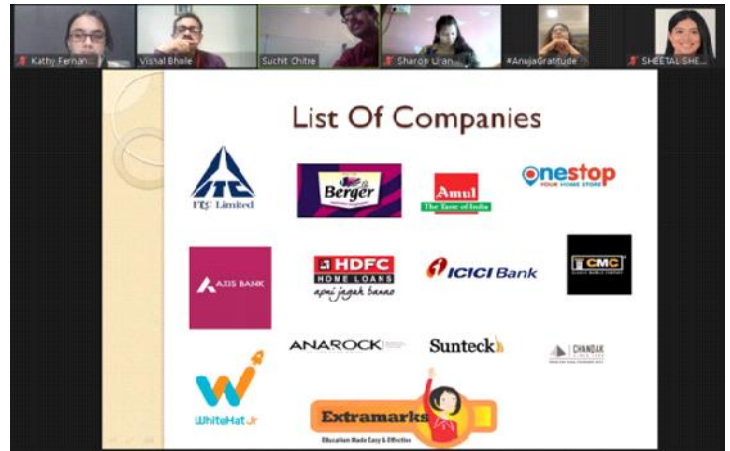 Kathy Fernan...
Vissal Bhale
Suchit Chitre
Sharon Uran...
#AnujaGratitude
SHEETAL SHE...
List Of Companies
ITC Limited
Berger
Amul
The Taste of India
onestop
YOUR HOME STORE
AXIS BANK
HDFC
HOME LOANS
apni jagah banao
ICICI Bank
CMC
ANAROCK
Sunteck
CHANDAK
WhiteHat Jr
Extramarks
Education Made Easy & Effective